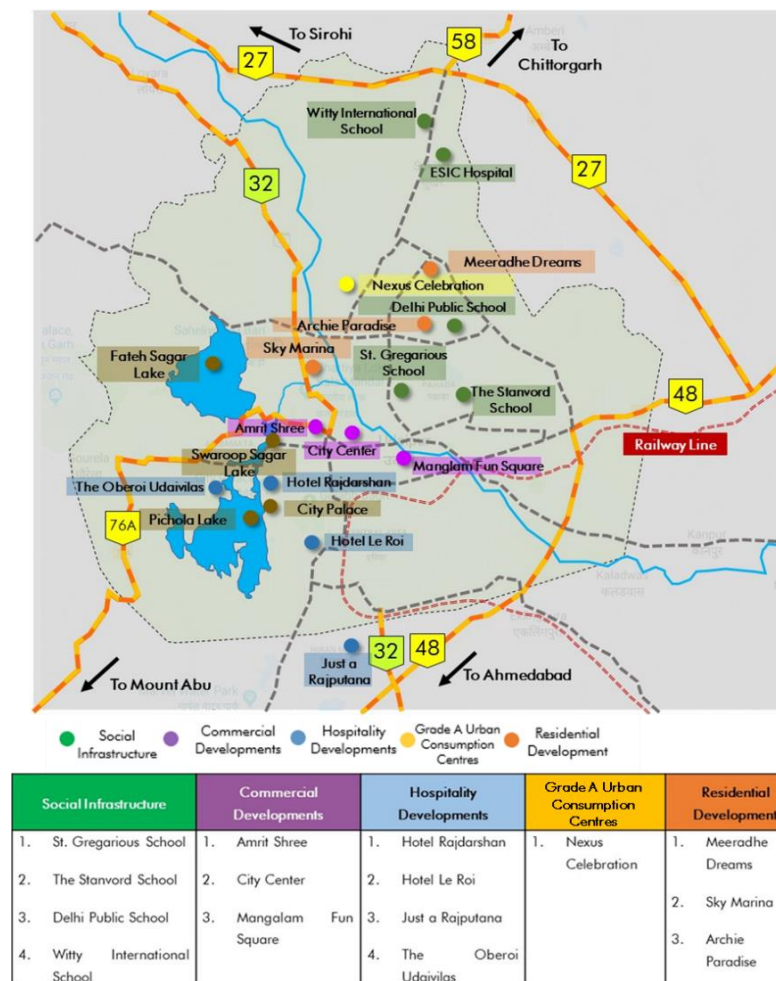 To Sirohi
58
To
Chittorgarh
27
Witty International
School
ESIC Hospital
32
27
Meeradhe Dreams
Nexus Celebration
Delhi Public School
Archie Paradise
Sky Marina
St. Gregarious
School
Fateh Sagar
Lake
The Stanvord
School
48
Amrit Shree
City Center
Railway Line
Swaroop Sagar
Lake
Manglam Fun Square
The Oberoi Udaivilas
Hotel Rajdarshan
City Palace
Pichola Lake
76A
Hotel Le Roi
Kanpur
कानपुर
Kaladwas
कलड़वास
एकलिंगपुर
Just a
Rajputana
32
48
To Mount Abu
To Ahmedabad
Social
Infrastructure
Commercial
Developments
Hospitality
Developments
Grade A Urban
Consumption
Centres
Residential
Development
Social Infrastructure
Commercial
Developments
Hospitality
Developments
Grade A Urban
Consumption
Centres
Residential
1. St. Gregarious School
2. The Stanvord School
3. Delhi Public School
4. Witty International
School
1. Amrit Shree
2. City Center
3. Mangalam Fun
Square
1. Hotel Rajdarshan
2. Hotel Le Roi
3. Just a Rajputana
4. The Oberoi
Udaivilas
1. Nexus
Celebration
1. Meeradhe
Dreams
2. Sky Marina
3. Archie
Paradise